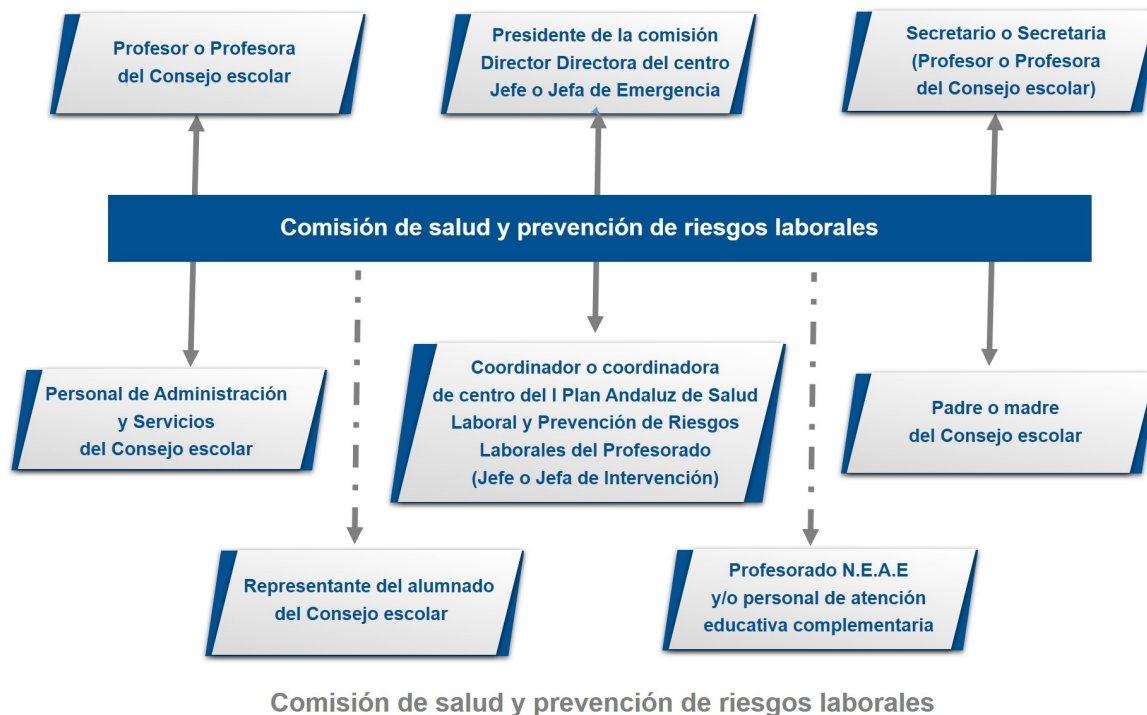 Profesor o Profesora
del Consejo escolar
Presidente de la comisión
Director Directora del centro
Jefe o Jefa de Emergencia
Secretario o Secretaria
(Profesor o Profesora
del Consejo escolar)
Comisión de salud y prevención de riesgos laborales
Personal de Administración
y Servicios
del Consejo escolar
Coordinador o coordinadora
de centro del I Plan Andaluz de Salud
Laboral y Prevención de Riesgos
Laborales del Profesorado
(Jefe o Jefa de Intervención)
Padre o madre
del Consejo escolar
Representante del alumnado
del Consejo escolar
Profesorado N.E.A.E
y/o personal de atención
educativa complementaria
Comisión de salud y prevención de riesgos laborales